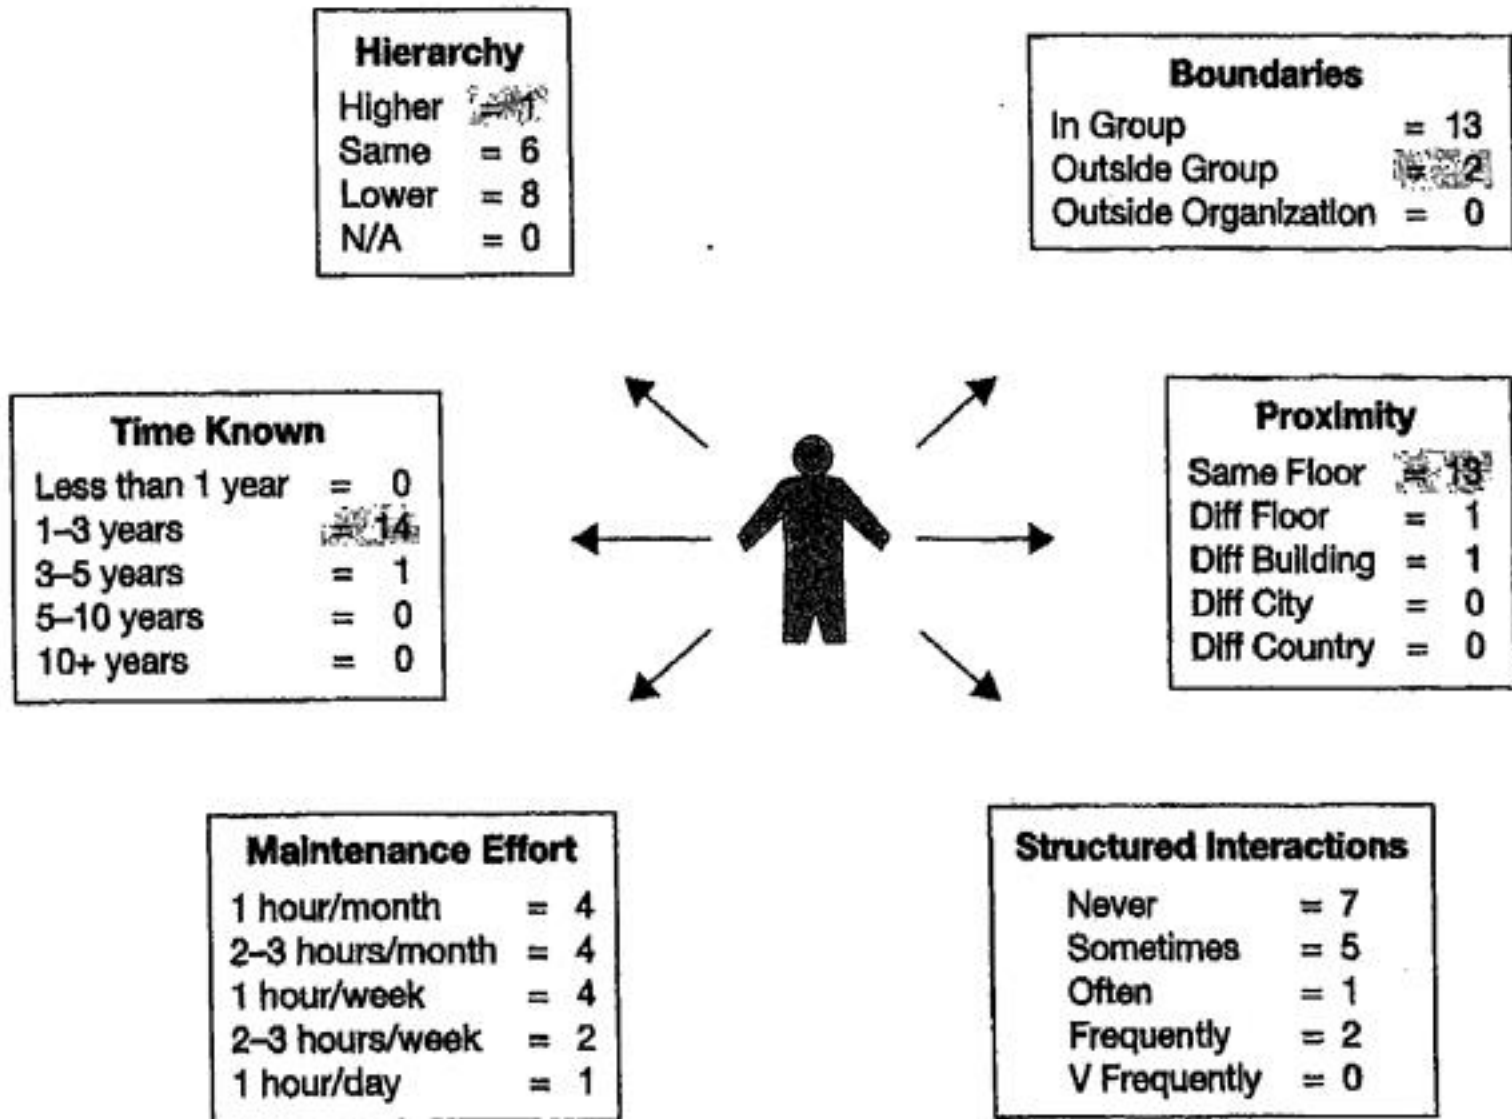 Hierarchy
Higher = 1
Same = 6
Lower = 8
N/A = 0
Boundaries
In Group = 13
Outside Group = 2
Outside Organization = 0
Time Known
Less than 1 year = 0
1–3 years = 14
3–5 years = 1
5–10 years = 0
10+ years = 0
Proximity
Same Floor = 13
Diff Floor = 1
Diff Building = 1
Diff City = 0
Diff Country = 0
Maintenance Effort
1 hour/month = 4
2–3 hours/month = 4
1 hour/week = 4
2–3 hours/week = 2
1 hour/day = 1
Structured Interactions
Never = 7
Sometimes = 5
Often = 1
Frequently = 2
V Frequently = 0